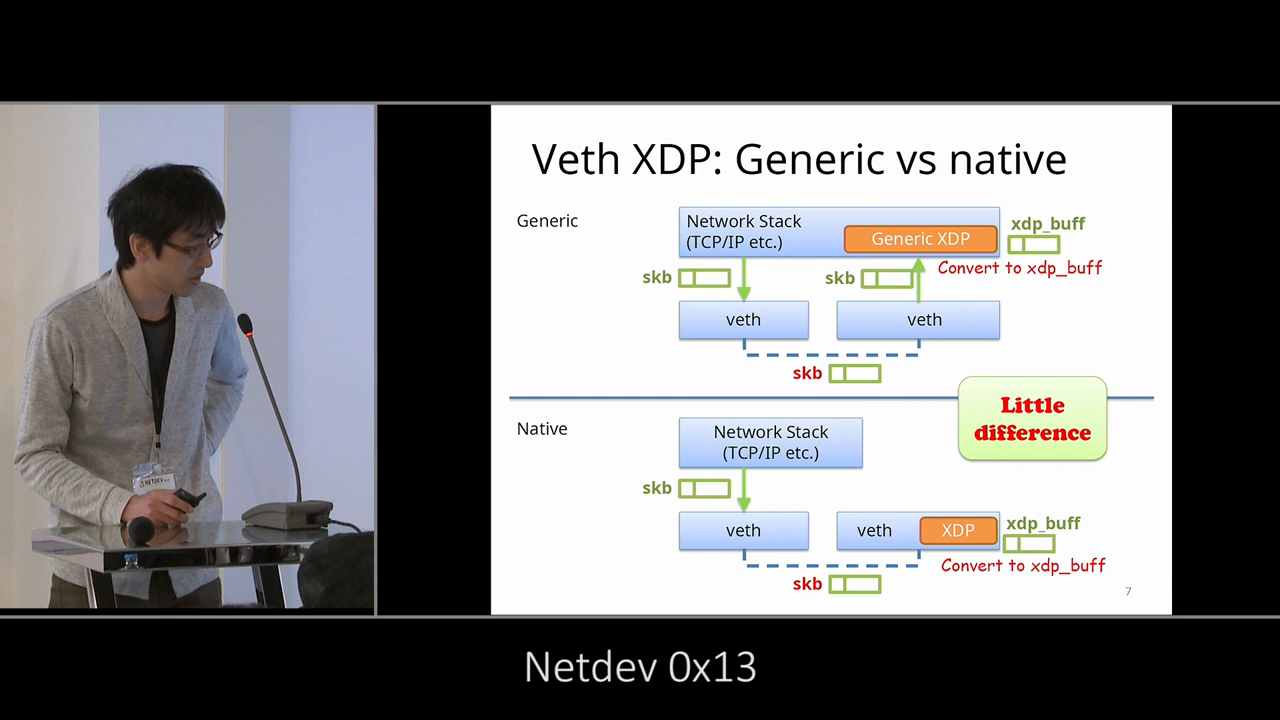 Veth XDP: Generic vs native
Generic
Network Stack
(TCP/IP etc.)
Generic XDP
xdp_buff
Convert to xdp_buff
skb
skb
veth
veth
skb
Little
difference
Native
Network Stack
(TCP/IP etc.)
skb
veth
veth
XDP
xdp_buff
Convert to xdp_buff
skb
7
NETDEV
Netdev 0x13